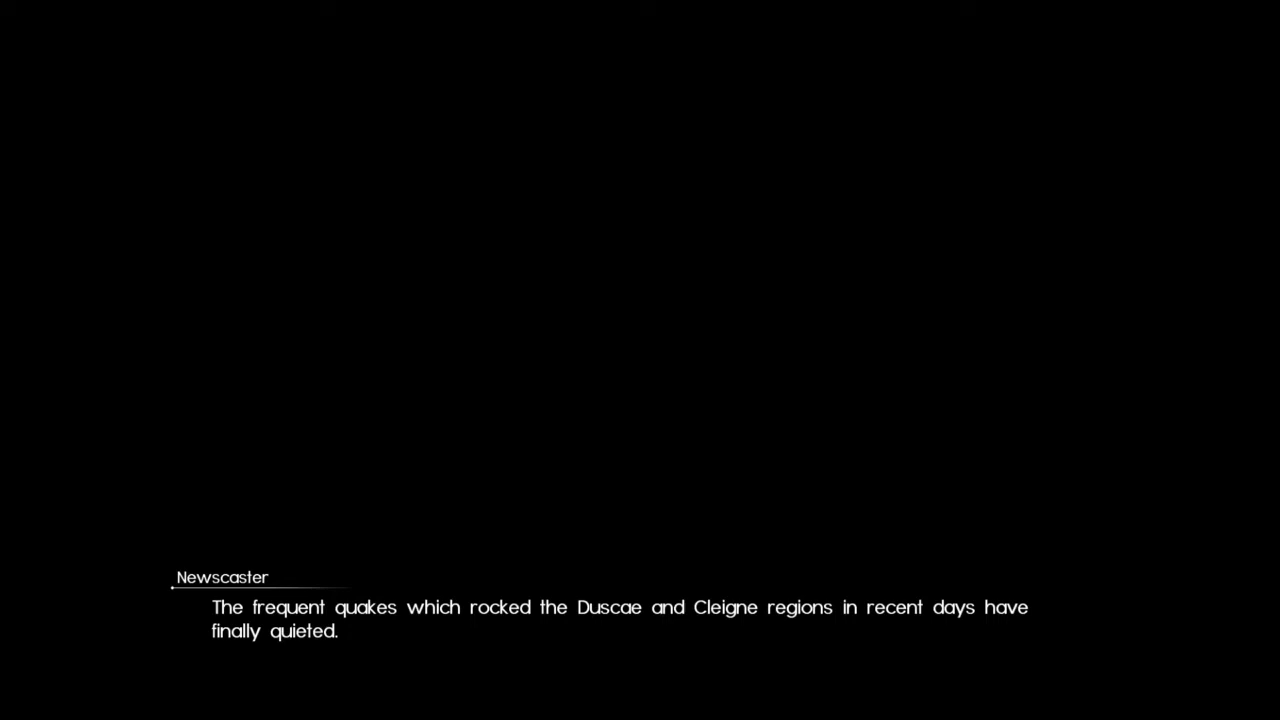 Newscaster
The frequent quakes which rocked the Duscae and Cleigne regions in recent days have
finally quieted.